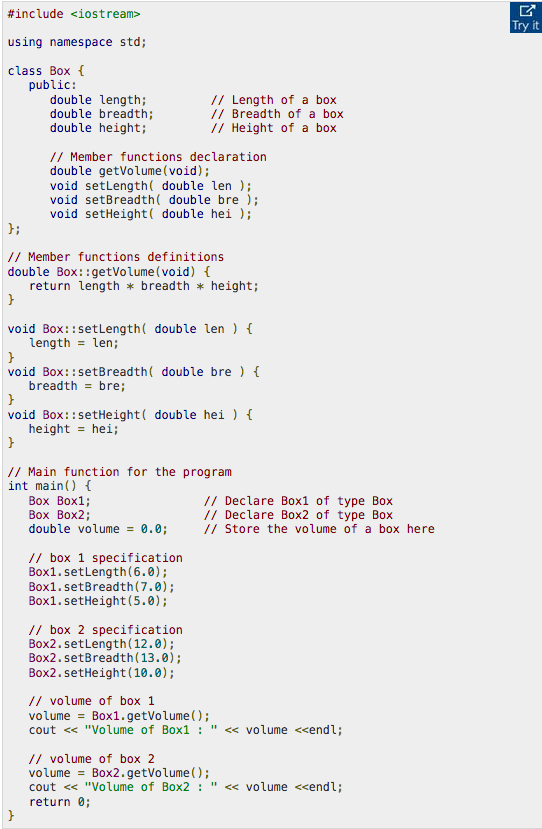 #include <iostream>
Try it
using namespace std;
class Box {
   public:
      double length;         // Length of a box
      double breadth;        // Breadth of a box
      double height;         // Height of a box
      // Member functions declaration
      double getVolume(void);
      void setLength( double len );
      void setBreadth( double bre );
      void setHeight( double hei );
};
// Member functions definitions
double Box::getVolume(void) {
   return length * breadth * height;
}
void Box::setLength( double len ) {
   length = len;
}
void Box::setBreadth( double bre ) {
   breadth = bre;
}
void Box::setHeight( double hei ) {
   height = hei;
}
// Main function for the program
int main() {
   Box Box1;                // Declare Box1 of type Box
   Box Box2;                // Declare Box2 of type Box
   double volume = 0.0;     // Store the volume of a box here
   // box 1 specification
   Box1.setLength(6.0);
   Box1.setBreadth(7.0);
   Box1.setHeight(5.0);
   // box 2 specification
   Box2.setLength(12.0);
   Box2.setBreadth(13.0);
   Box2.setHeight(10.0);
   // volume of box 1
   volume = Box1.getVolume();
   cout << "Volume of Box1 : " << volume <<endl;
   // volume of box 2
   volume = Box2.getVolume();
   cout << "Volume of Box2 : " << volume <<endl;
   return 0;
}